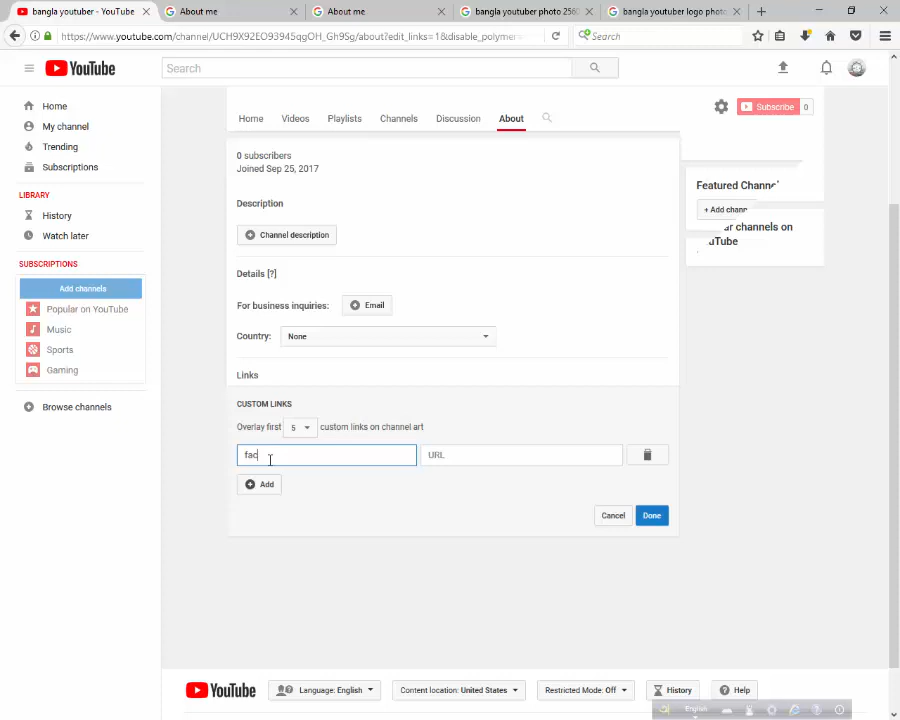 bangla youtuber - YouTube
About me
About me
bangla youtuber photo 256
bangla youtuber logo photo
https://www.youtube.com/channel/UCH9X92EO93945qgOH_Gh9Sg/about?edit_links=1&disable_polymer=
Search
YouTube
Search
Home
My channel
Trending
Subscriptions
LIBRARY
History
Watch later
SUBSCRIPTIONS
Add channels
Popular on YouTube
Music
Sports
Gaming
Browse channels
Home Videos Playlists Channels Discussion About
Subscribe 0
0 subscribers
Joined Sep 25, 2017
Description
Channel description
Details [?]
For business inquiries: Email
Country: None
Links
CUSTOM LINKS
Overlay first 5 custom links on channel art
fac URL
Add
Cancel Done
Featured
+ Add
channels on
YouTube Language: English Content location: United States Restricted Mode: Off History Help
English